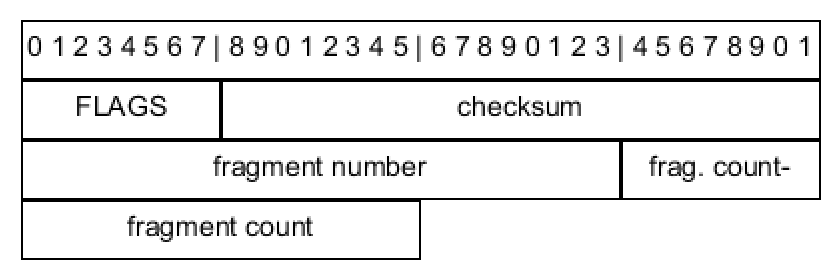 0 1 2 3 4 5 6 7 | 8 9 0 1 2 3 4 5 | 6 7 8 9 0 1 2 3 | 4 5 6 7 8 9 0 1
FLAGS checksum
fragment number frag. count-
fragment count